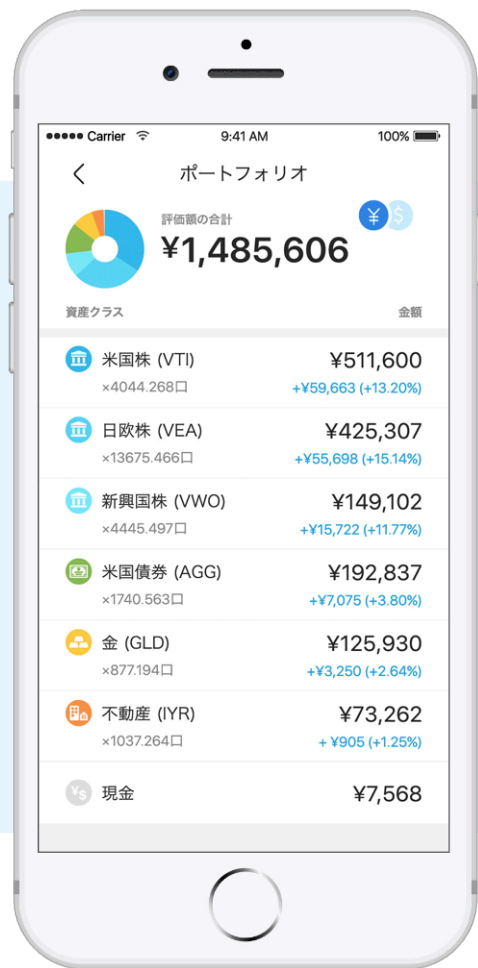 Carrier 9:41 AM 100%
ポートフォリオ
評価額の合計
¥ $
¥1,485,606
資産クラス 金額
米国株 (VTI) ¥511,600
×4044.268口 +¥59,663 (+13.20%)
日欧株 (VEA) ¥425,307
×13675.466口 +¥55,698 (+15.14%)
新興国株 (VWO) ¥149,102
×4445.497口 +¥15,722 (+11.77%)
米国債券 (AGG) ¥192,837
×1740.563口 +¥7,075 (+3.80%)
金 (GLD) ¥125,930
×877.194口 +¥3,250 (+2.64%)
不動産 (IYR) ¥73,262
×1037.264口 + ¥905 (+1.25%)
¥$ 現金 ¥7,568